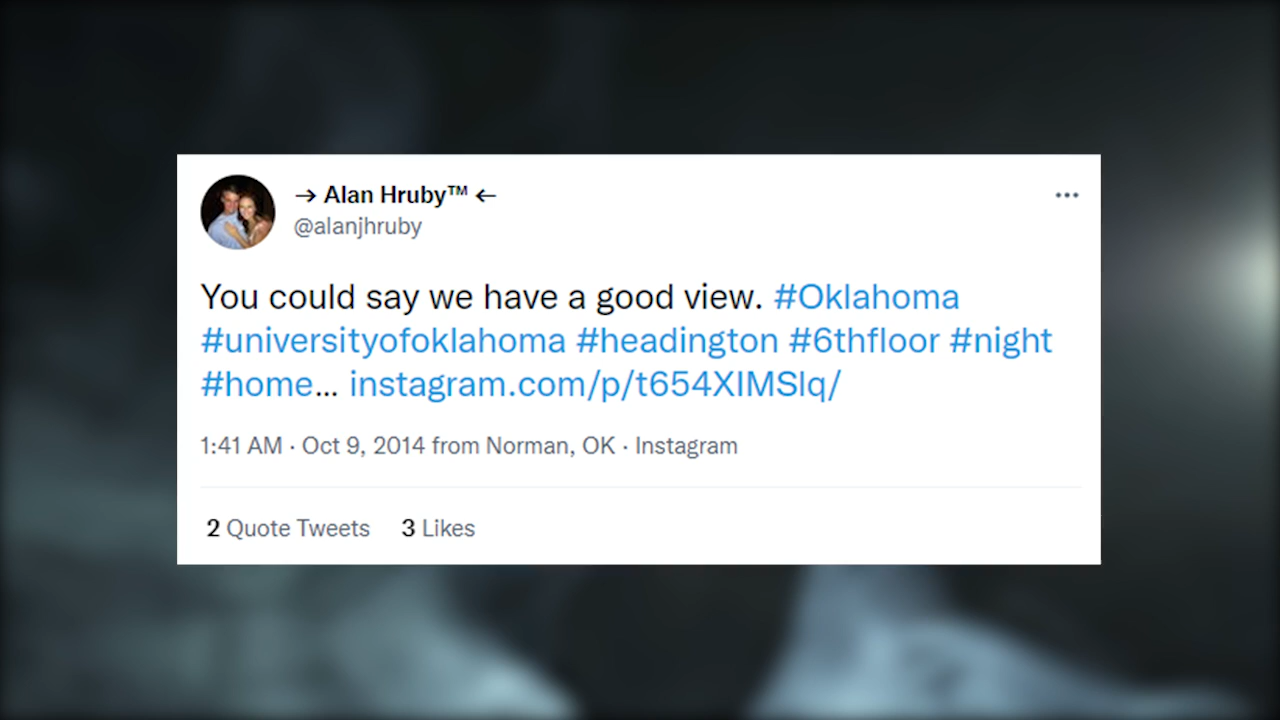 → Alan Hruby™ ←
@alanjhruby
You could say we have a good view. #Oklahoma
#universityofoklahoma #headington #6thfloor #night
#home... instagram.com/p/t654XIMSlq/
1:41 AM · Oct 9, 2014 from Norman, OK · Instagram
2 Quote Tweets 3 Likes